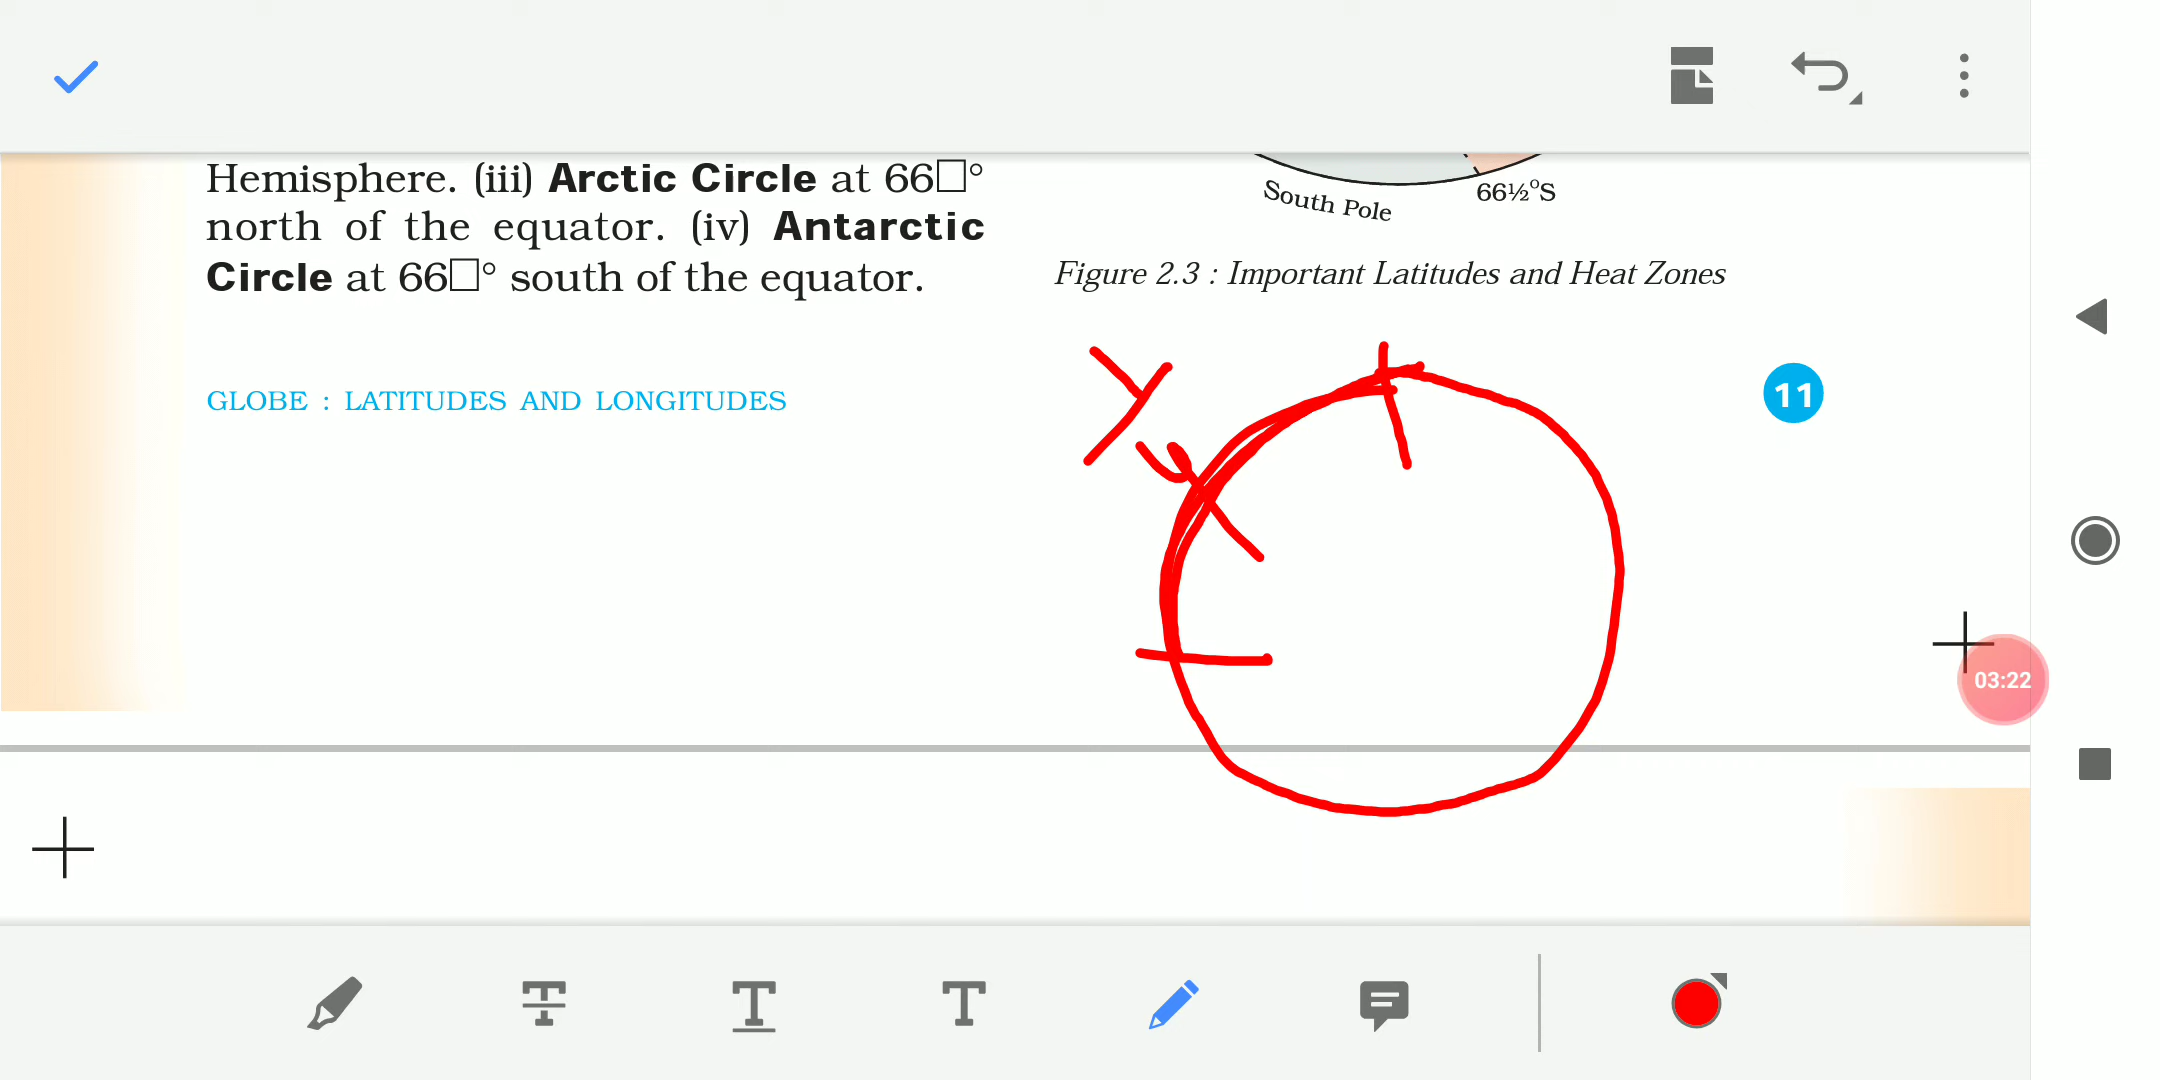 Hemisphere. (iii) Arctic Circle at 66□°
north of the equator. (iv) Antarctic
Circle at 66□° south of the equator.
South Pole
66½°S
Figure 2.3 : Important Latitudes and Heat Zones
GLOBE : LATITUDES AND LONGITUDES
11
03:22